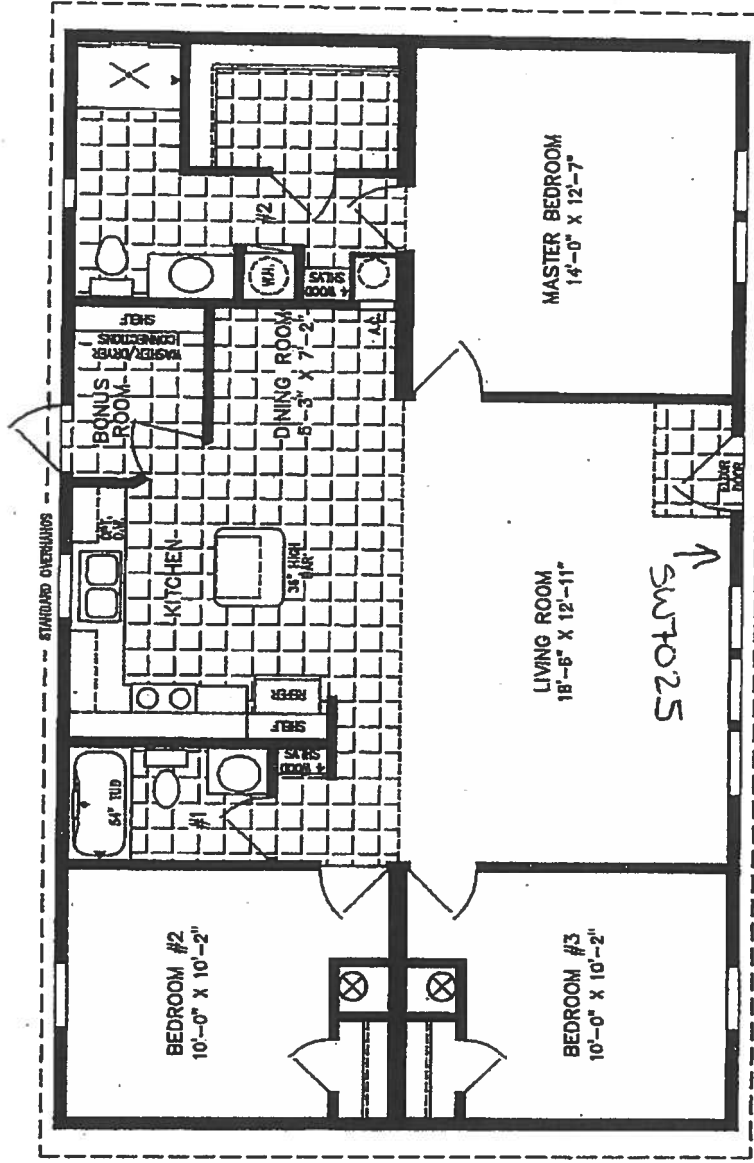 STANDARD OVERHANGS
BEDROOM #2
10'-0" X 10'-2"
54" TUB
#1
4 WOOD
SHLVS
SHELF
REFER
KITCHEN
OPT.
D.W.
36" HIGH
BAR
BONUS
ROOM
WASHER/DRYER
CONNECTIONS
SHELF
DINING ROOM
5'-3" X 7'-2"
W.H.
4 WOOD
SHLVS
A.C.
#2
BEDROOM #3
10'-0" X 10'-2"
LIVING ROOM
18'-6" X 12'-11"
SW7025
DOOR
MASTER BEDROOM
14'-0" X 12'-7"